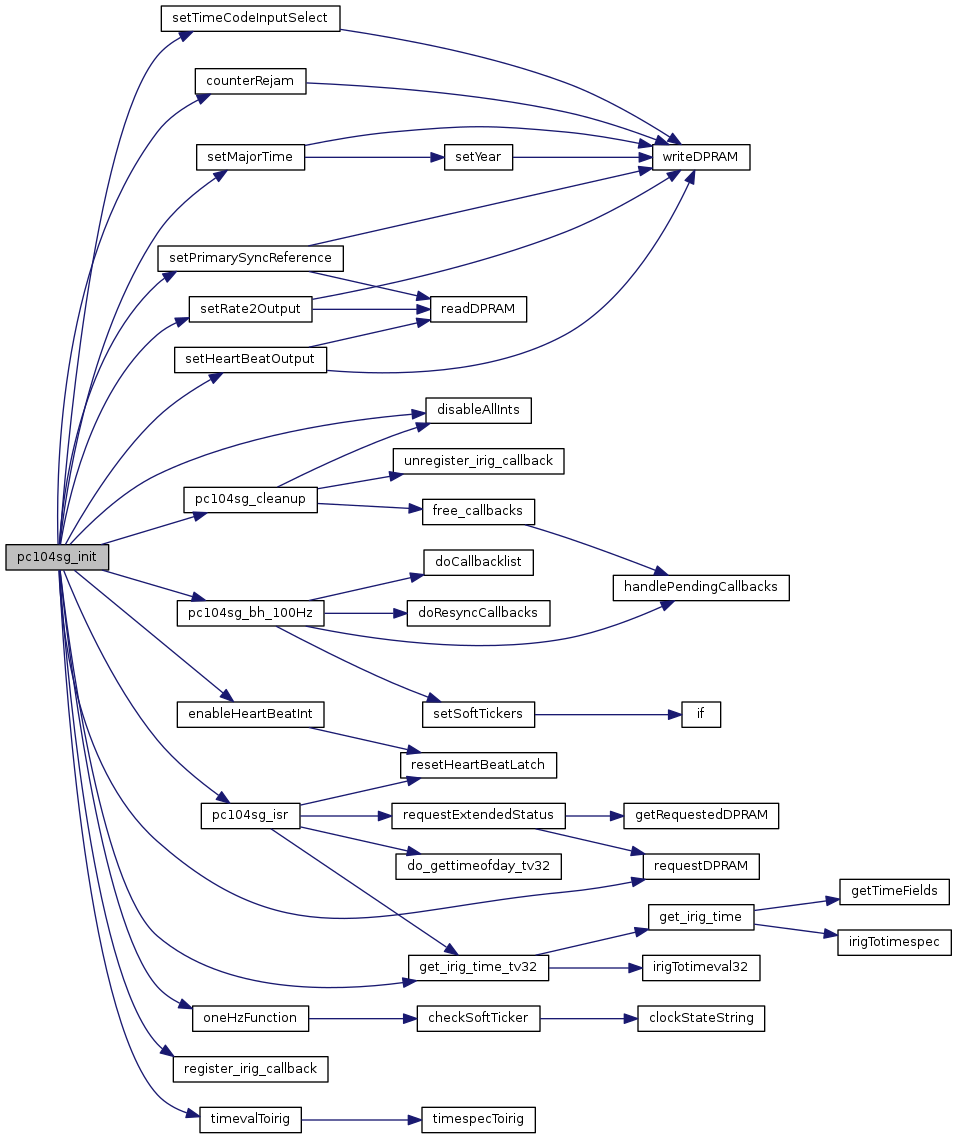 setTimeCodeInputSelect
counterRejam
setMajorTime
setYear
writeDPRAM
setPrimarySyncReference
setRate2Output
readDPRAM
setHeartBeatOutput
disableAllInts
unregister_irig_callback
pc104sg_cleanup
free_callbacks
pc104sg_init
doCallbacklist
handlePendingCallbacks
pc104sg_bh_100Hz
doResyncCallbacks
enableHeartBeatInt
setSoftTickers
if
resetHeartBeatLatch
pc104sg_isr
requestExtendedStatus
getRequestedDPRAM
do_gettimeofday_tv32
requestDPRAM
getTimeFields
get_irig_time
irigTotimespec
get_irig_time_tv32
irigTotimeval32
oneHzFunction
checkSoftTicker
clockStateString
register_irig_callback
timevalToirig
timespecToirig